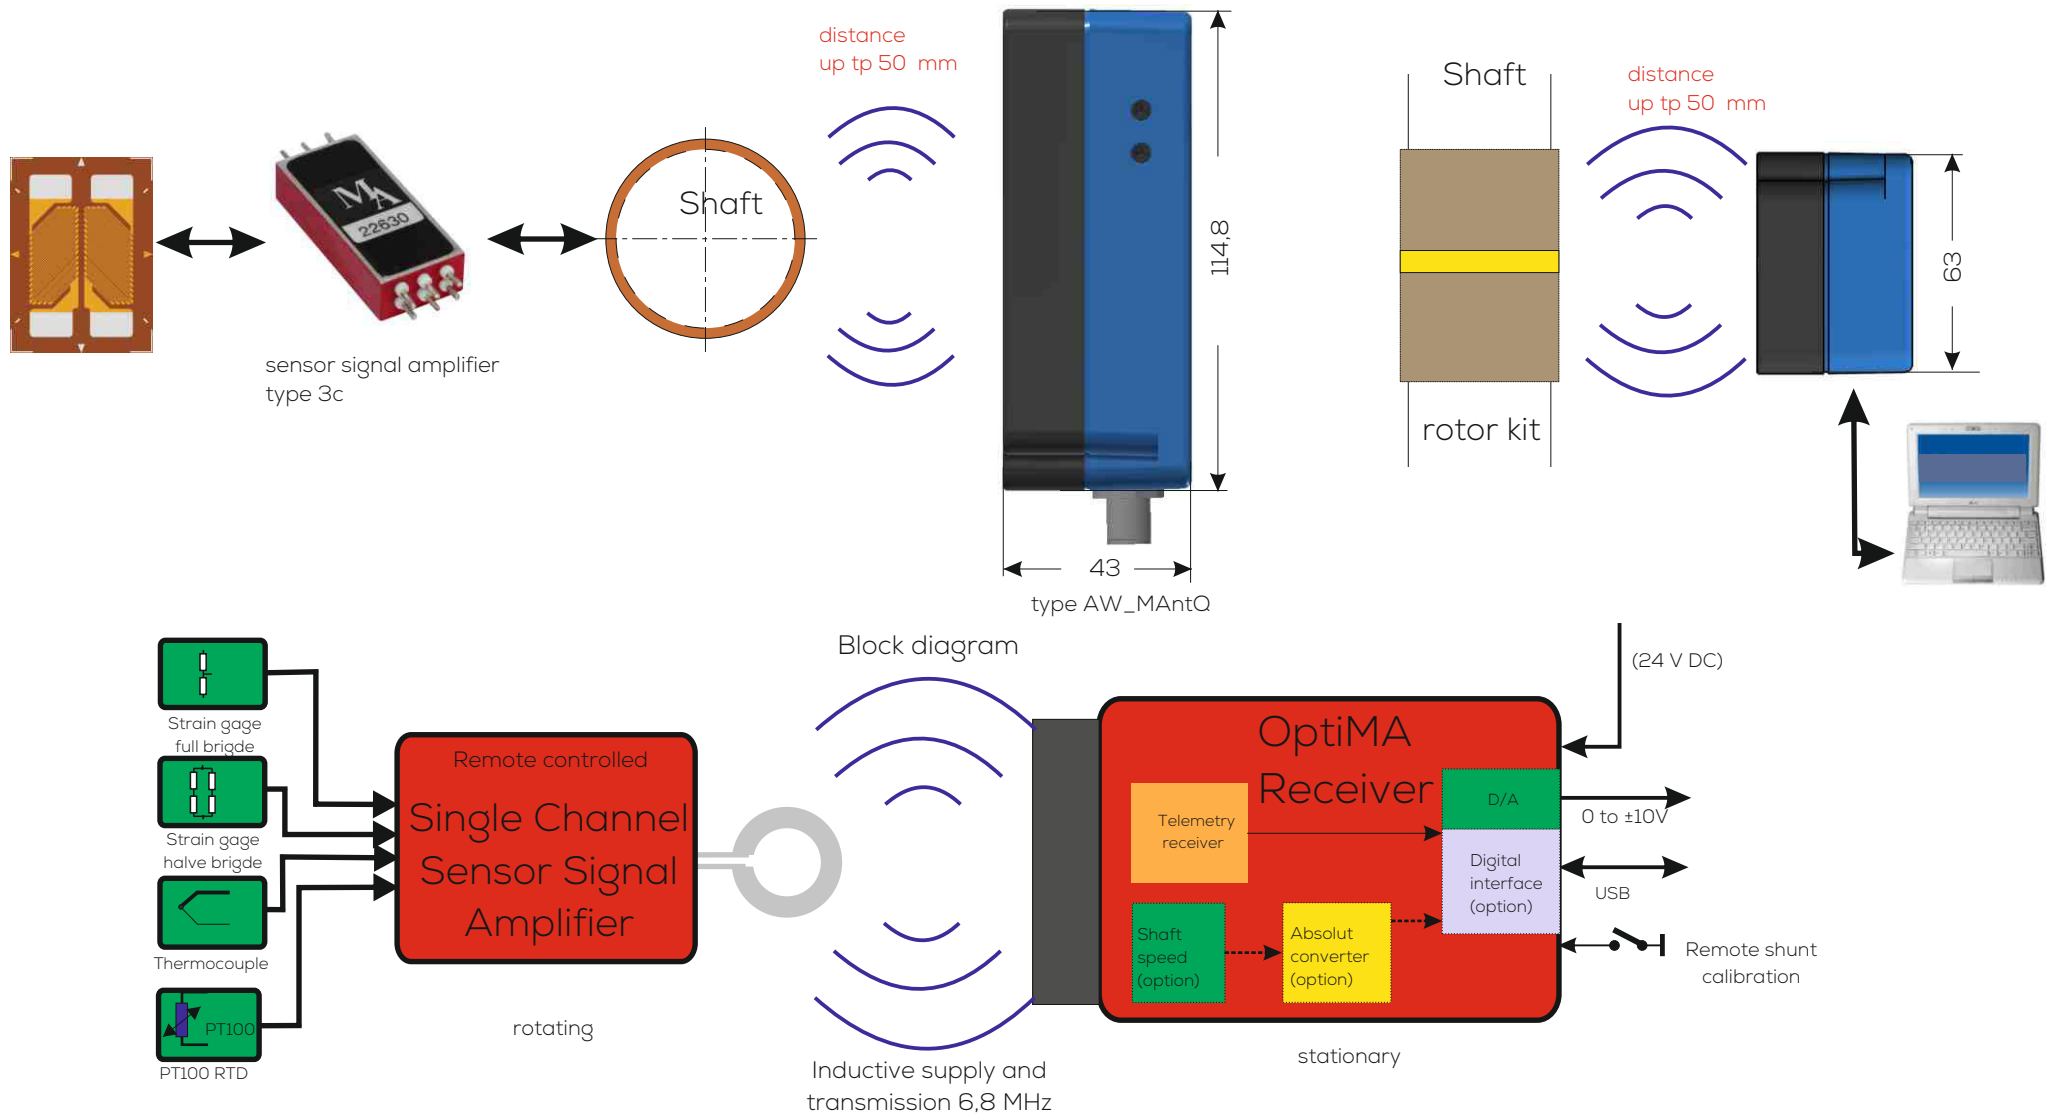 distance
up tp 50 mm
Shaft
distance
up tp 50 mm
MA
22630
Shaft
114,8
63
sensor signal amplifier
type 3c
rotor kit
43
type AW_MAntQ
Block diagram
(24 V DC)
Strain gage
full brigde
Remote controlled
Single Channel
Sensor Signal
Amplifier
OptiMA
Receiver
Telemetry
receiver
D/A
0 to ±10V
Strain gage
halve brigde
Digital
interface
(option)
USB
Shaft
speed
(option)
Absolut
converter
(option)
Remote shunt
calibration
Thermocouple
PT100
PT100 RTD
rotating
stationary
Inductive supply and
transmission 6,8 MHz